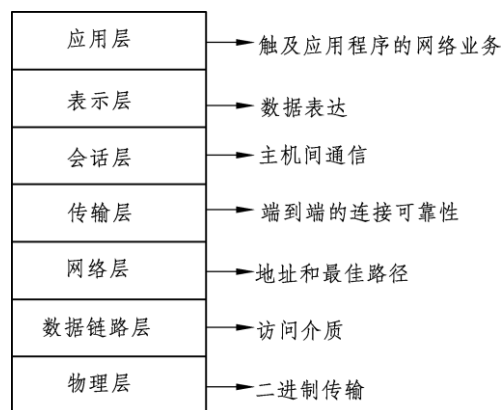 应用层
触及应用程序的网络业务
表示层
数据表达
会话层
主机间通信
传输层
端到端的连接可靠性
网络层
地址和最佳路径
数据链路层
访问介质
物理层
二进制传输